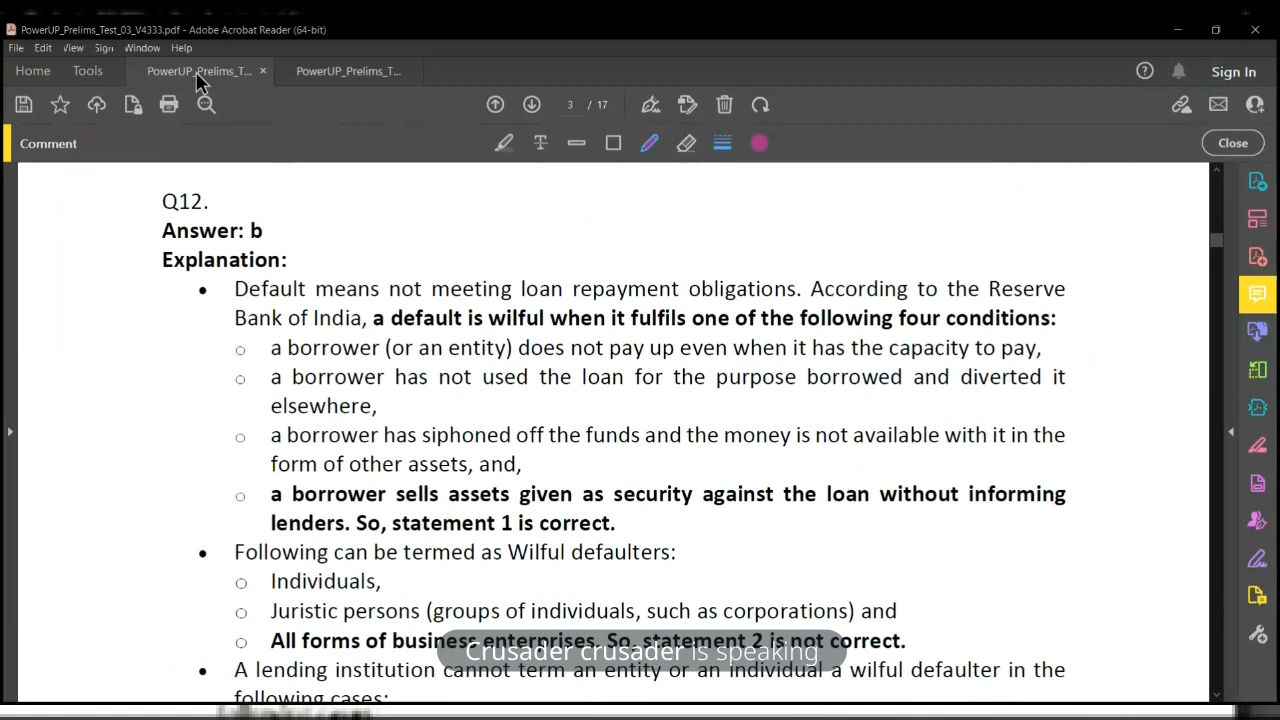 PowerUP_Prelims_Test_03_V4333.pdf - Adobe Acrobat Reader (64-bit)
File Edit View Sign Window Help
Home Tools PowerUP_Prelims_T... × PowerUP_Prelims_T... Sign In
3 / 17
Comment Close
Q12.
Answer: b
Explanation:
• Default means not meeting loan repayment obligations. According to the Reserve
Bank of India, a default is wilful when it fulfils one of the following four conditions:
○ a borrower (or an entity) does not pay up even when it has the capacity to pay,
○ a borrower has not used the loan for the purpose borrowed and diverted it
elsewhere,
○ a borrower has siphoned off the funds and the money is not available with it in the
form of other assets, and,
○ a borrower sells assets given as security against the loan without informing
lenders. So, statement 1 is correct.
• Following can be termed as Wilful defaulters:
○ Individuals,
○ Juristic persons (groups of individuals, such as corporations) and
○ All forms of business enterprises. So, statement 2 is not correct.
Crusader crusader is speaking
• A lending institution cannot term an entity or an individual a wilful defaulter in the
following cases: